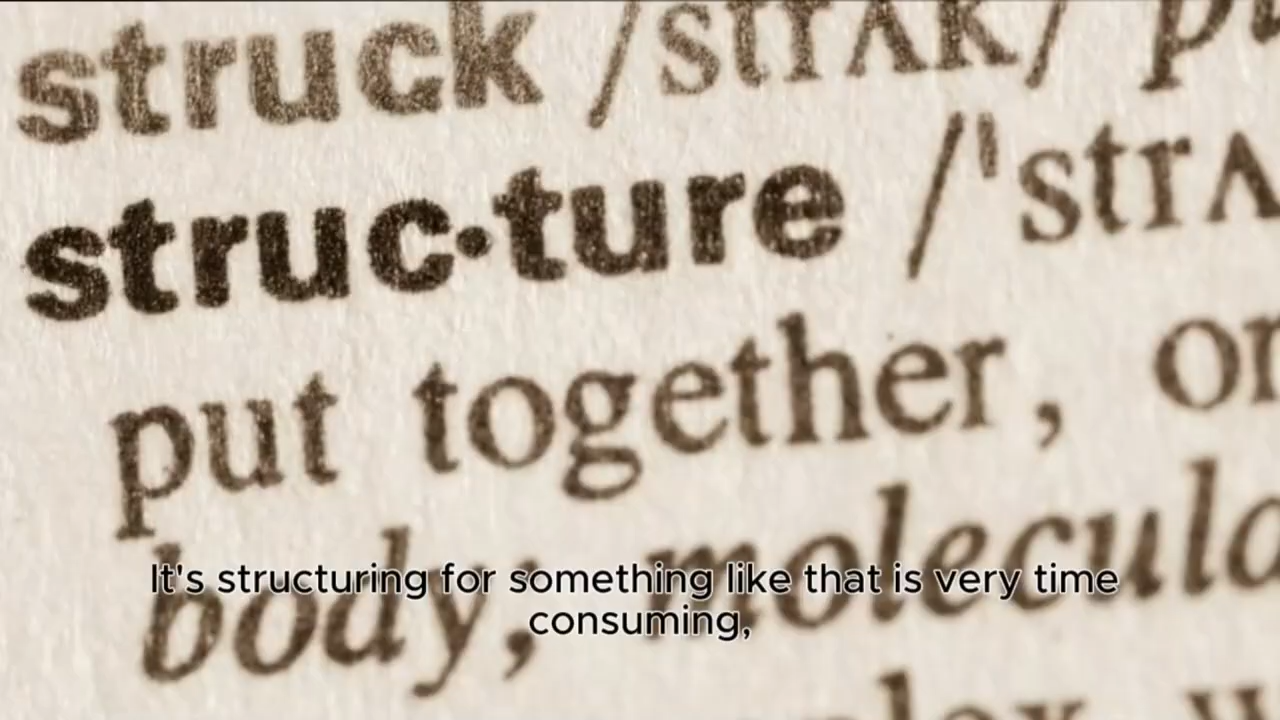 struck /strʌk/
struc·ture /ˈstrʌ
put together, or
body, molecula
It's structuring for something like that is very time
consuming,